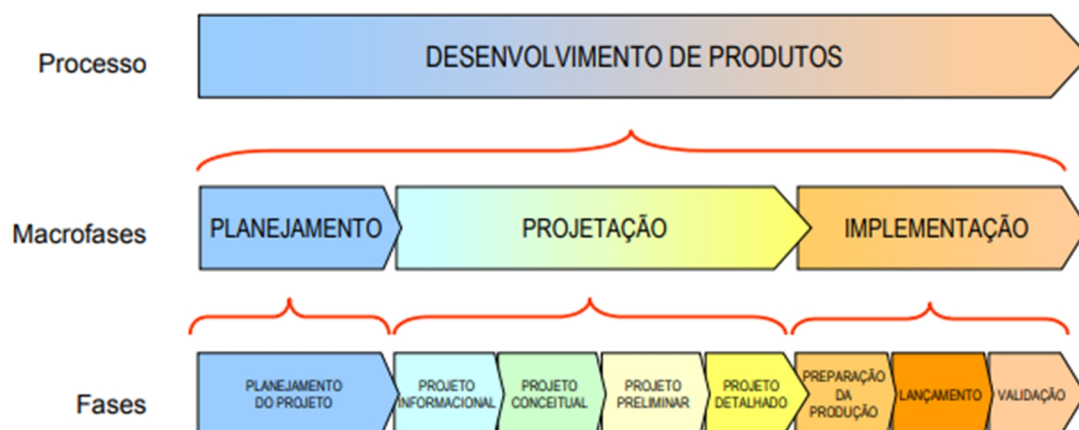 Processo
DESENVOLVIMENTO DE PRODUTOS
Macrofases
PLANEJAMENTO
PROJETAÇÃO
IMPLEMENTAÇÃO
Fases
PLANEJAMENTO
DO PROJETO
PROJETO
INFORMACIONAL
PROJETO
CONCEITUAL
PROJETO
PRELIMINAR
PROJETO
DETALHADO
PREPARAÇÃO
DA
PRODUÇÃO
LANÇAMENTO
VALIDAÇÃO